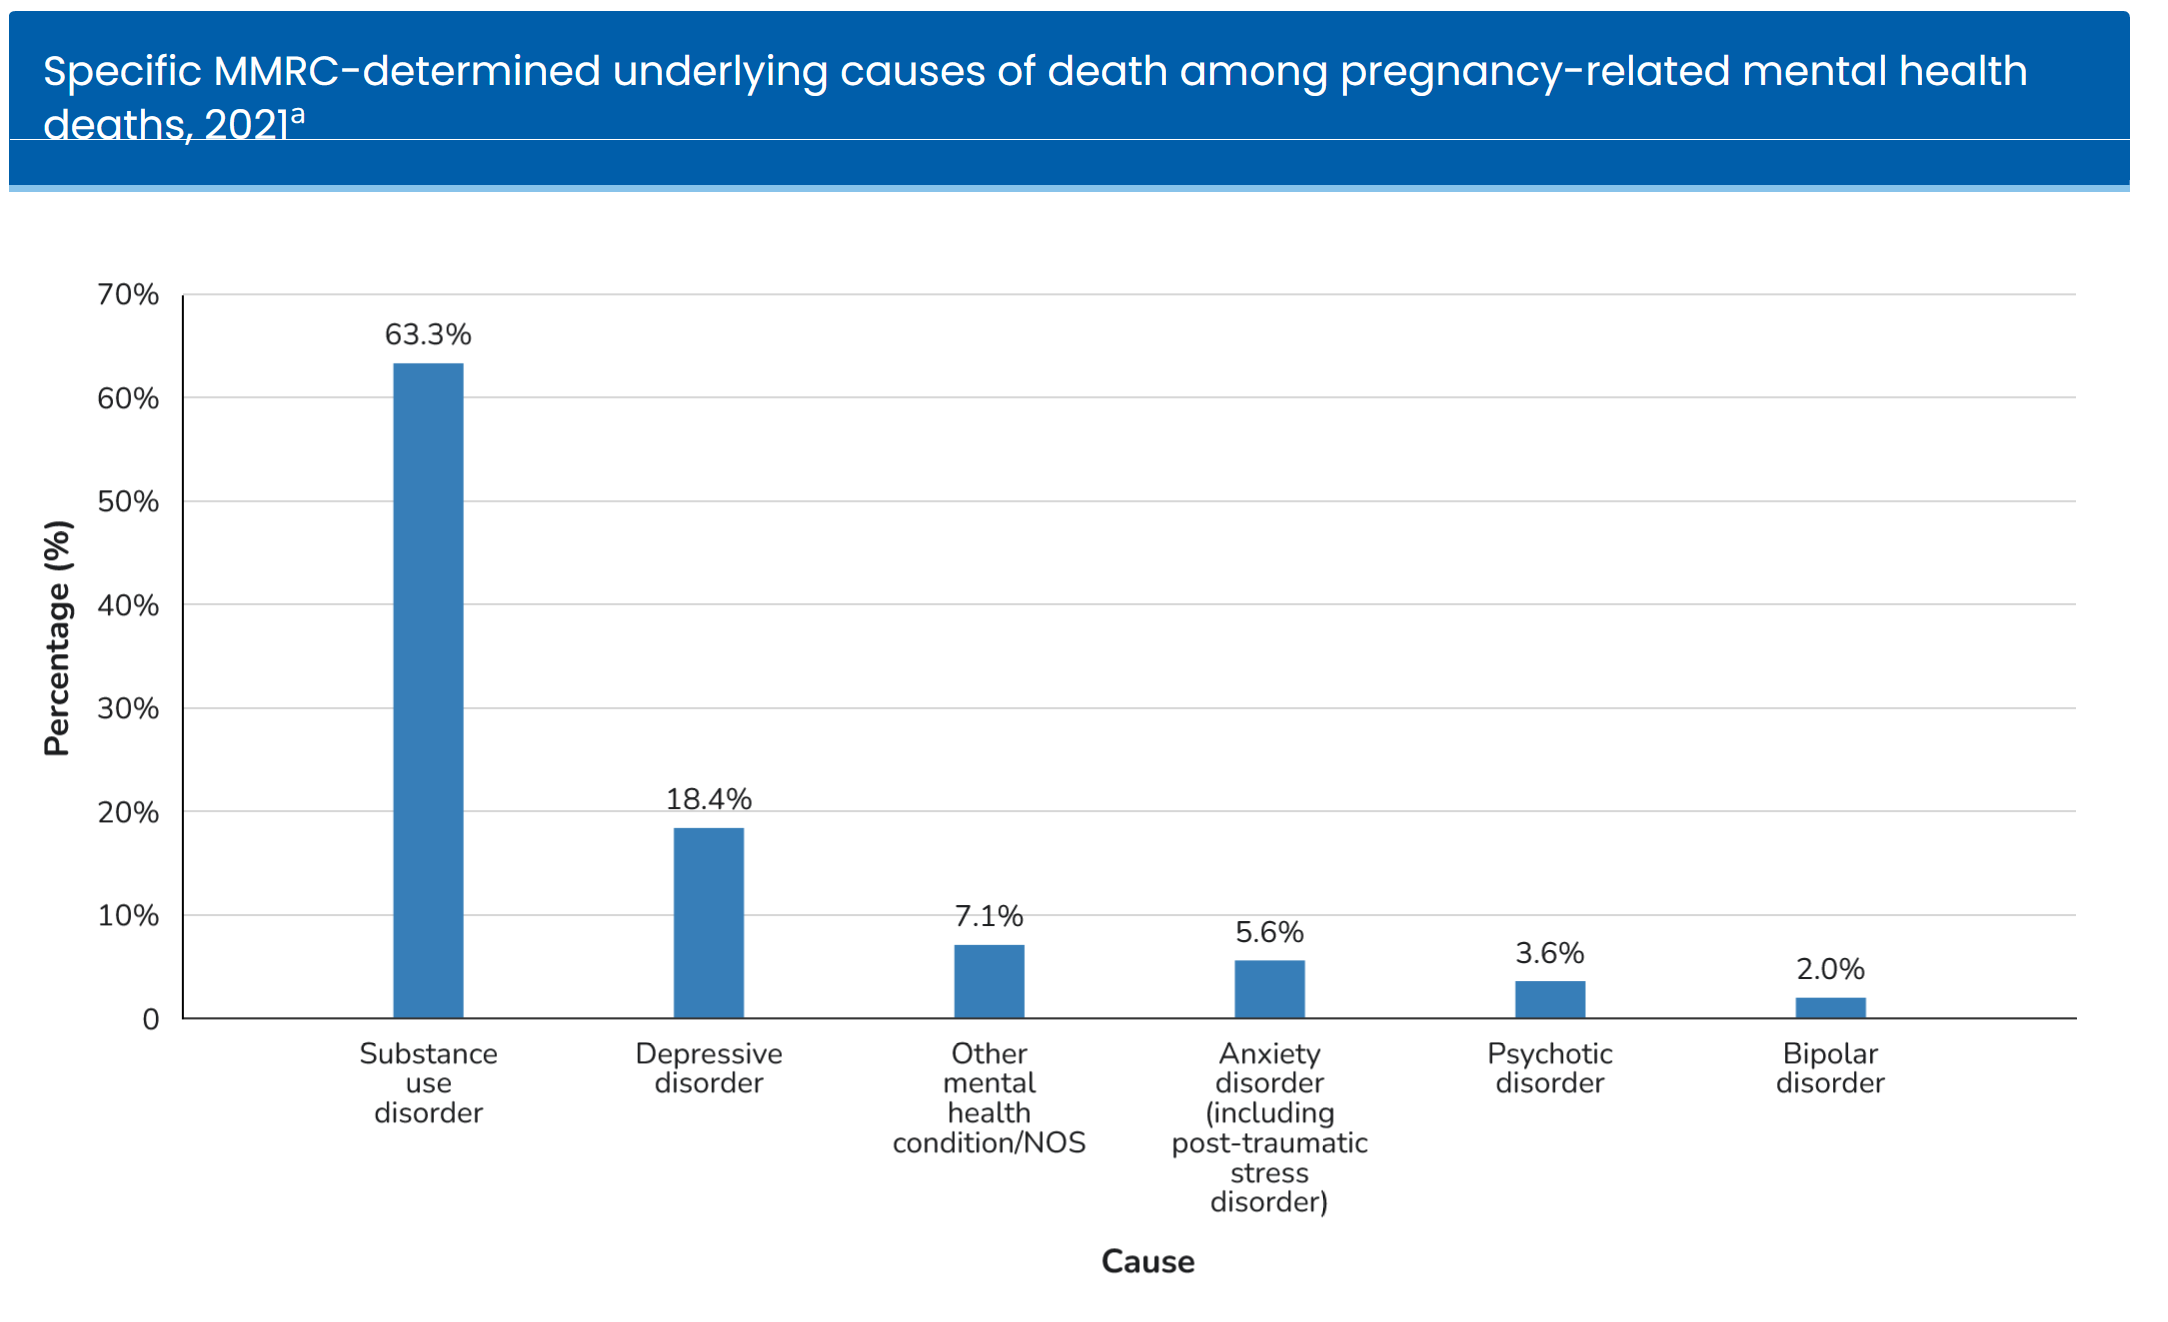 Specific MMRC-determined underlying causes of death among pregnancy-related mental health
deaths, 2021ª
70%
60%
50%
40%
30%
20%
10%
0
Percentage (%)
63.3%
18.4%
7.1%
5.6%
3.6%
2.0%
Substance
use
disorder
Depressive
disorder
Other
mental
health
condition/NOS
Anxiety
disorder
(including
post-traumatic
stress
disorder)
Psychotic
disorder
Bipolar
disorder
Cause